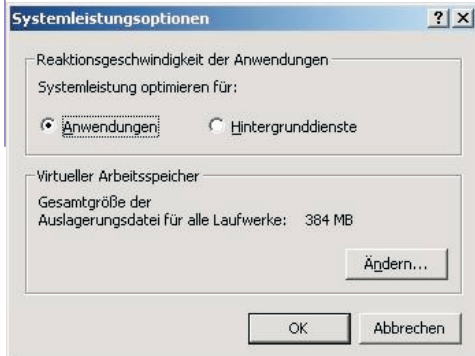 Systemleistungsoptionen
Reaktionsgeschwindigkeit der Anwendungen
Systemleistung optimieren für:
Anwendungen Hintergrunddienste
Virtueller Arbeitsspeicher
Gesamtgröße der
Auslagerungsdatei für alle Laufwerke: 384 MB
Ändern...
OK Abbrechen